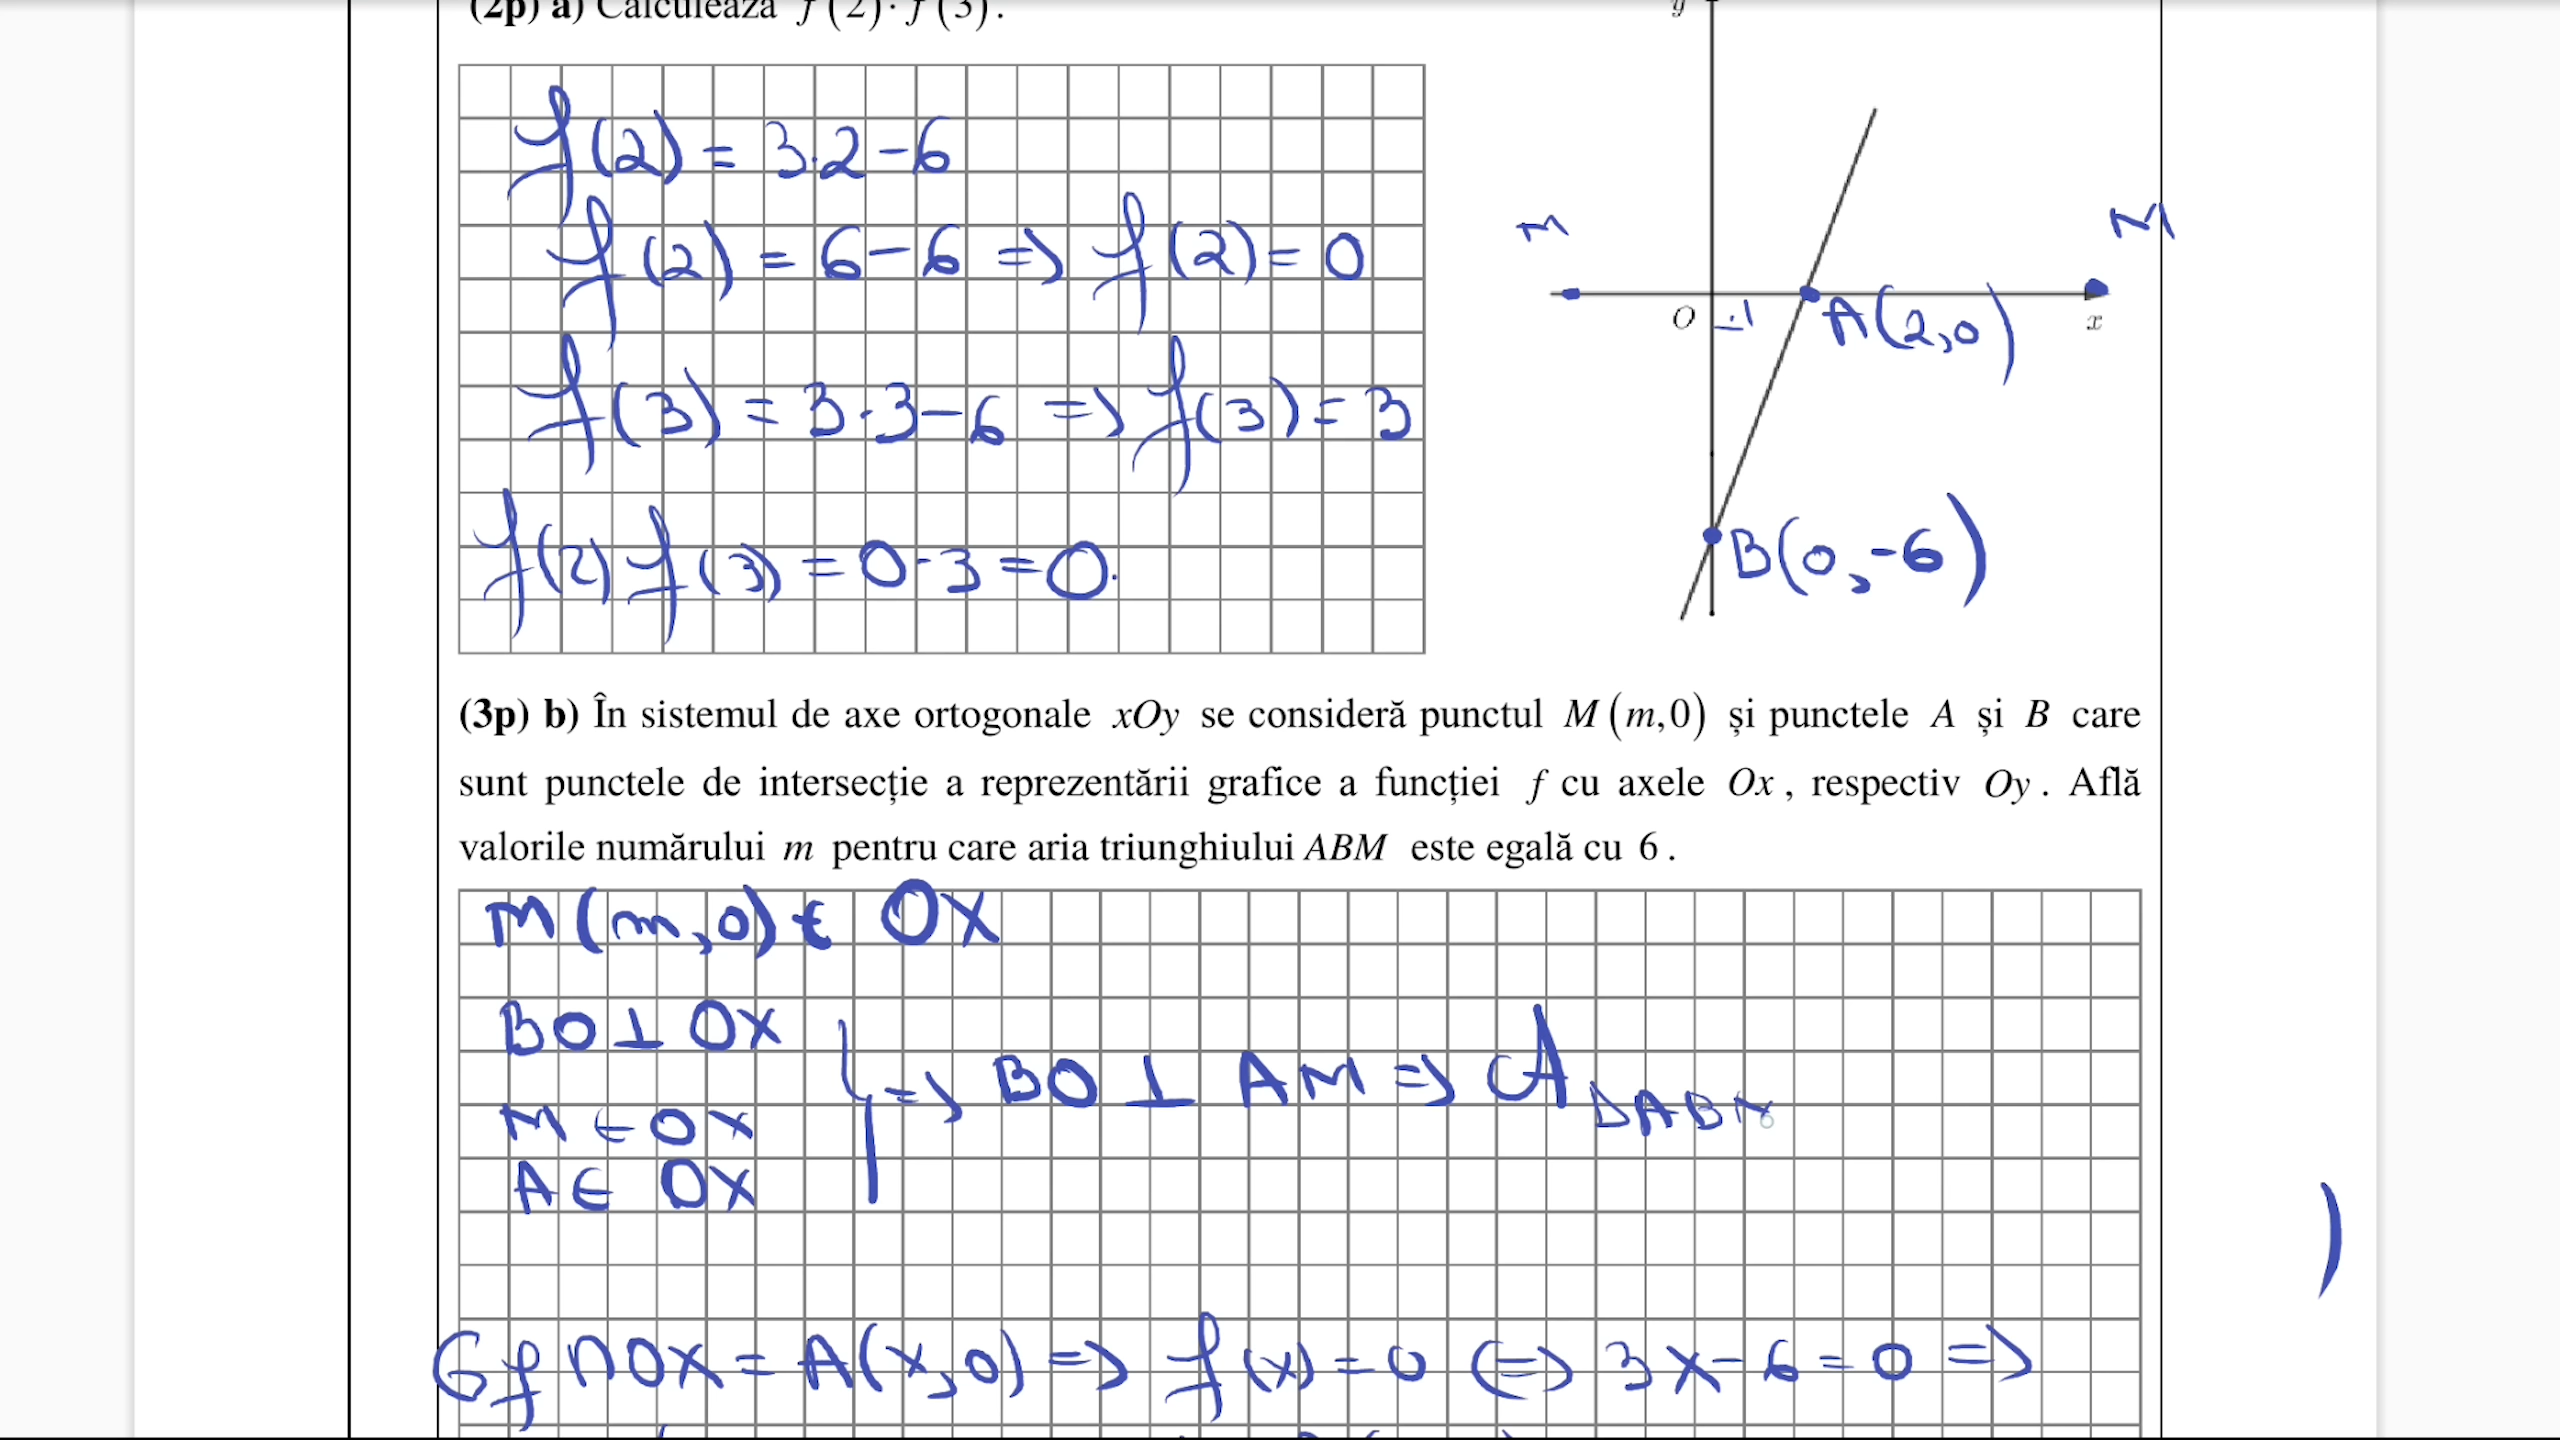 (2p) a) Calculează f(2)·f(3).
f(2) = 3·2-6
f(2) = 6-6 => f(2) = 0
f(3) = 3·3-6 => f(3) = 3
f(2) f(3) = 0·3 = 0.
y
M
M
O
-1
A(2,0)
x
B(0,-6)
(3p) b) În sistemul de axe ortogonale xOy se consideră punctul M(m,0) și punctele A și B care
sunt punctele de intersecție a reprezentării grafice a funcției f cu axele Ox, respectiv Oy. Află
valorile numărului m pentru care aria triunghiului ABM este egală cu 6.
M(m,0) ∈ OX
BO ⊥ OX
M ∈ OX
A ∈ OX
=> BO ⊥ AM => A ΔABM
)
Gf ∩ OX = A(x,0) => f(x) = 0 <=> 3x-6 = 0 =>